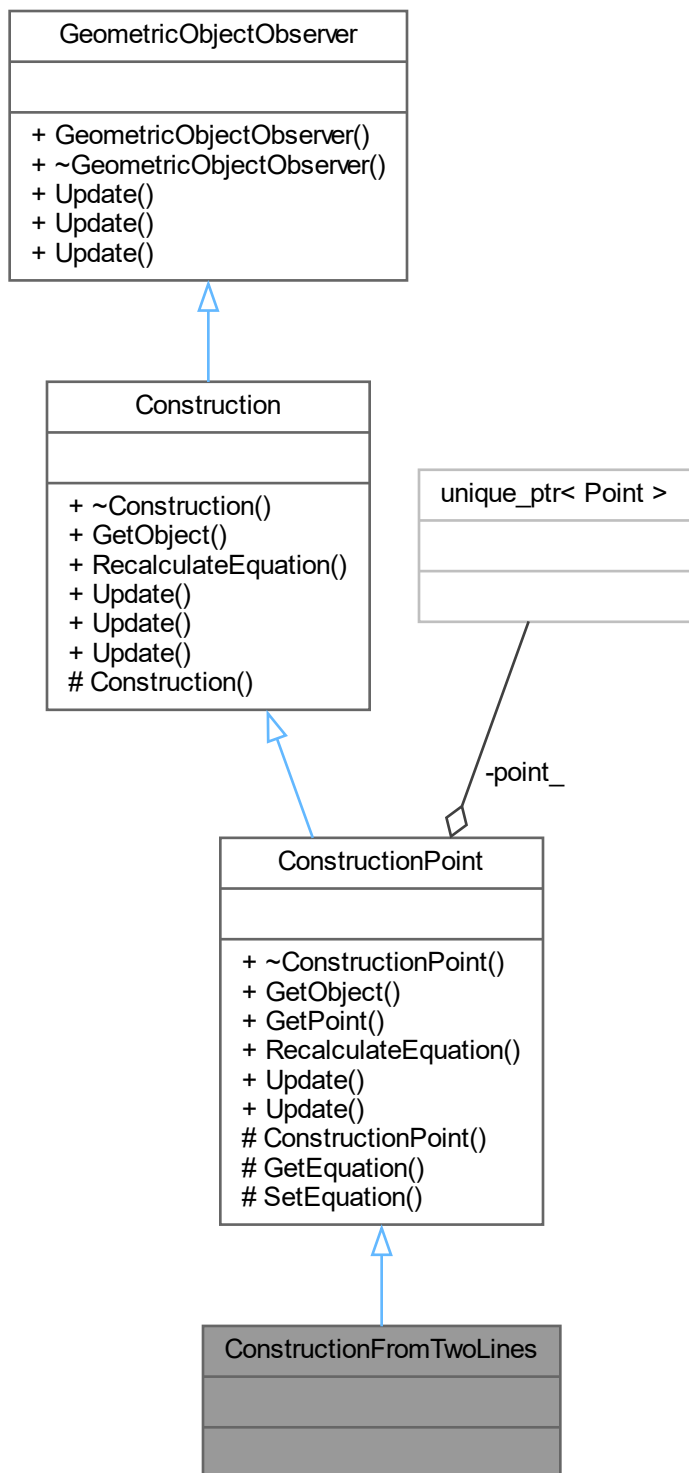 GeometricObjectObserver
+ GeometricObjectObserver()
+ ~GeometricObjectObserver()
+ Update()
+ Update()
+ Update()
Construction
+ ~Construction()
+ GetObject()
+ RecalculateEquation()
+ Update()
+ Update()
+ Update()
# Construction()
unique_ptr< Point >
-point_
ConstructionPoint
+ ~ConstructionPoint()
+ GetObject()
+ GetPoint()
+ RecalculateEquation()
+ Update()
+ Update()
# ConstructionPoint()
# GetEquation()
# SetEquation()
ConstructionFromTwoLines